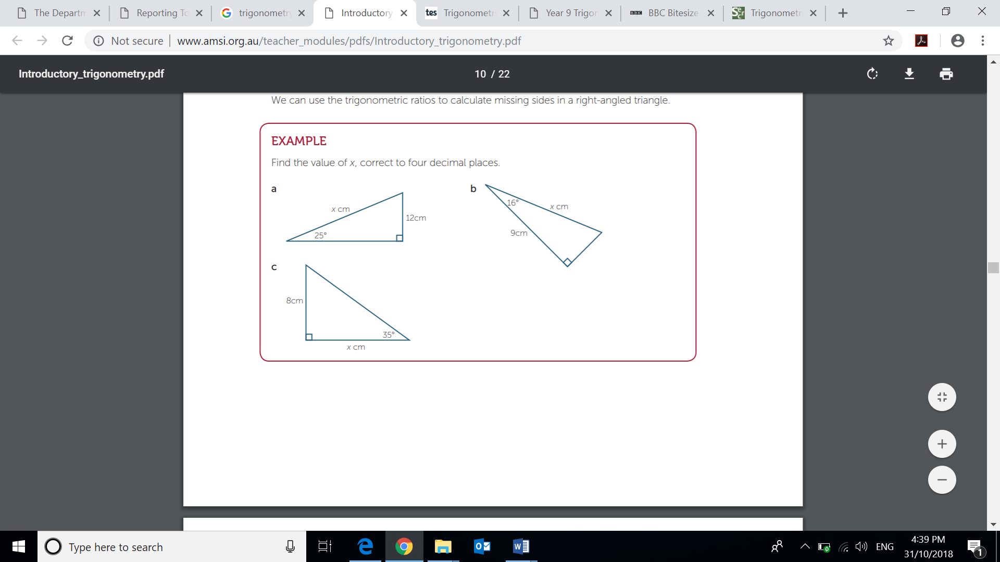 The Departm
Reporting To
trigonometry
Introductory
tes Trigonometr
Year 9 Trigon
BBC BBC Bitesize
Trigonometr
Not secure www.amsi.org.au/teacher_modules/pdfs/Introductory_trigonometry.pdf
Introductory_trigonometry.pdf
10 / 22
We can use the trigonometric ratios to calculate missing sides in a right-angled triangle.
EXAMPLE
Find the value of x, correct to four decimal places.
a
x cm
12cm
25°
b
16°
x cm
9cm
c
8cm
35°
x cm
Type here to search
ENG
4:39 PM
31/10/2018
1